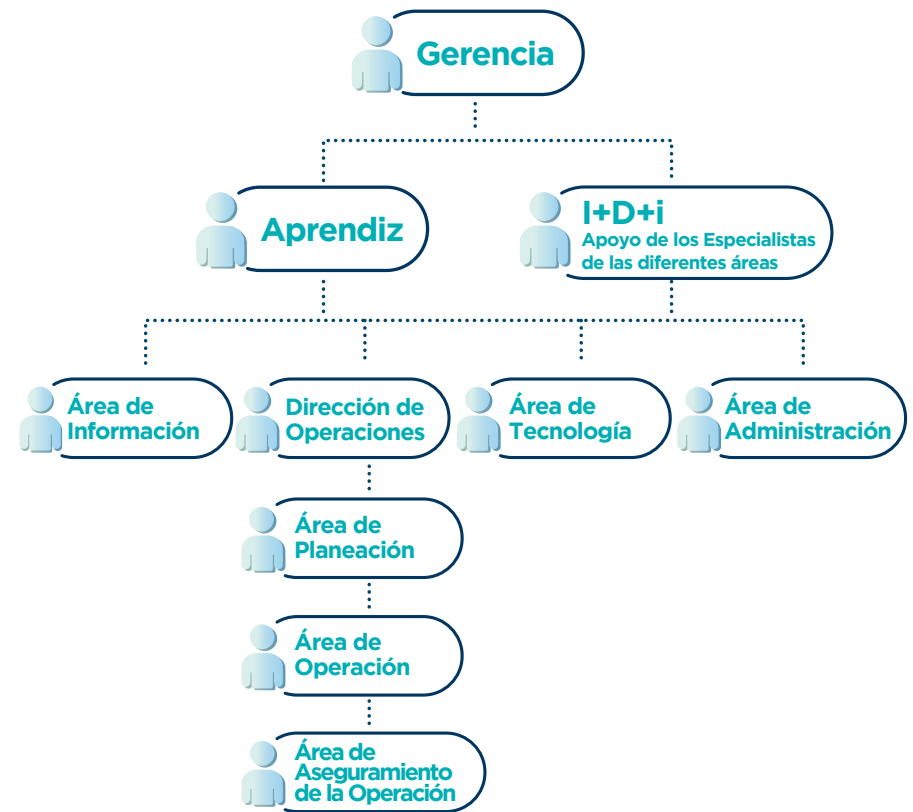 Gerencia
Aprendiz
I+D+i
Apoyo de los Especialistas
de las diferentes áreas
Área de
Información
Dirección de
Operaciones
Área de
Tecnología
Área de
Administración
Área de
Planeación
Área de
Operación
Área de
Aseguramiento
de la Operación